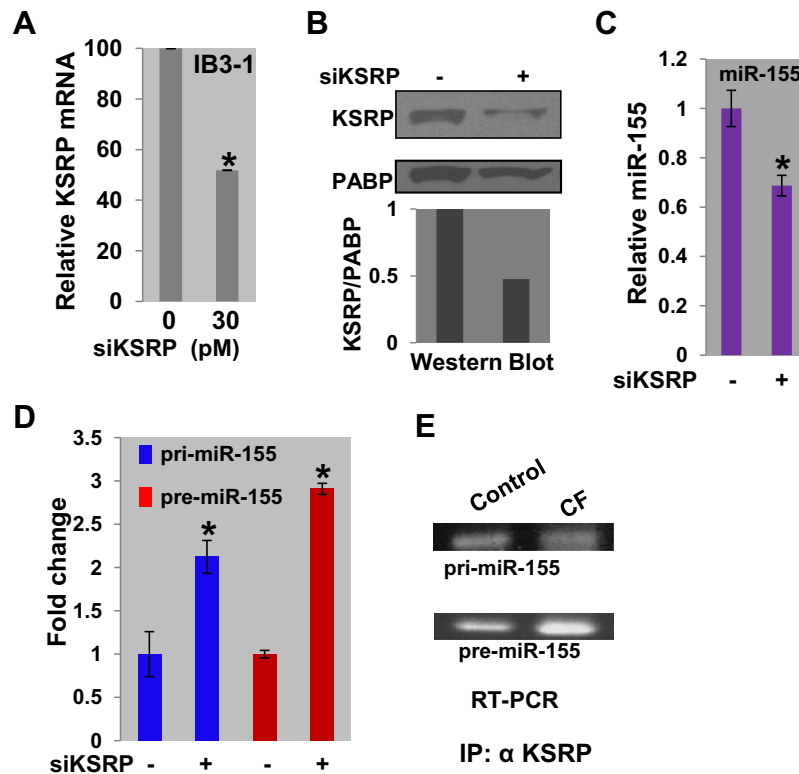 A
Relative KSRP mRNA
100
80
60
40
20
0
IB3-1
*
0 30
siKSRP (pM)
B
siKSRP - +
KSRP
PABP
KSRP/PABP
1
0.5
0
Western Blot
C
Relative miR-155
1.2
1
0.8
0.6
0.4
0.2
0
miR-155
*
siKSRP - +
D
Fold change
3.5
3
2.5
2
1.5
1
0.5
0
pri-miR-155
pre-miR-155
*
*
siKSRP - + - +
E
Control CF
pri-miR-155
pre-miR-155
RT-PCR
IP: α KSRP